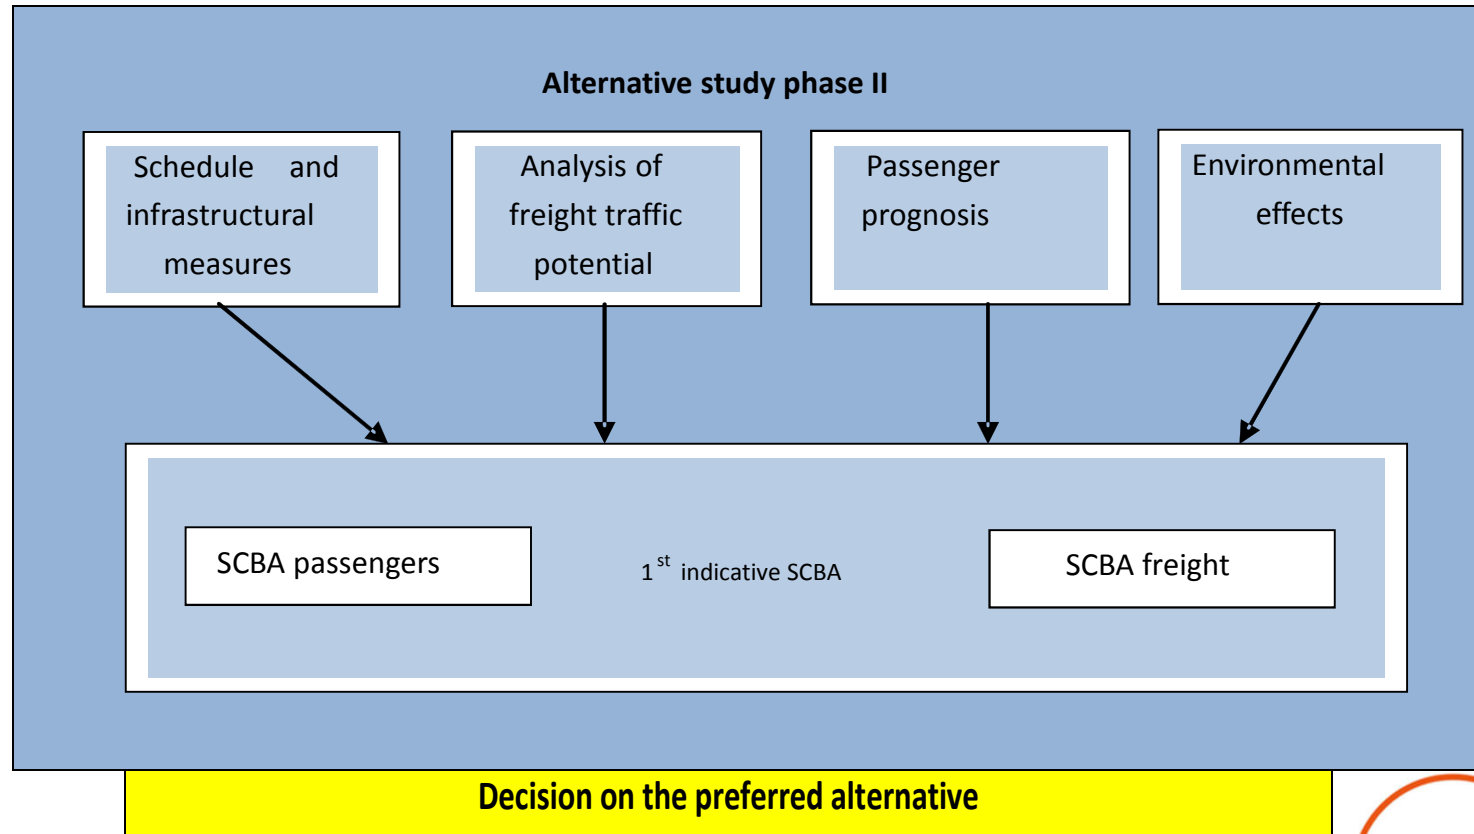 Alternative study phase II
Schedule and
infrastructural
measures
Analysis of
freight traffic
potential
Passenger
prognosis
Environmental
effects
SCBA passengers
1st indicative SCBA
SCBA freight
Decision on the preferred alternative